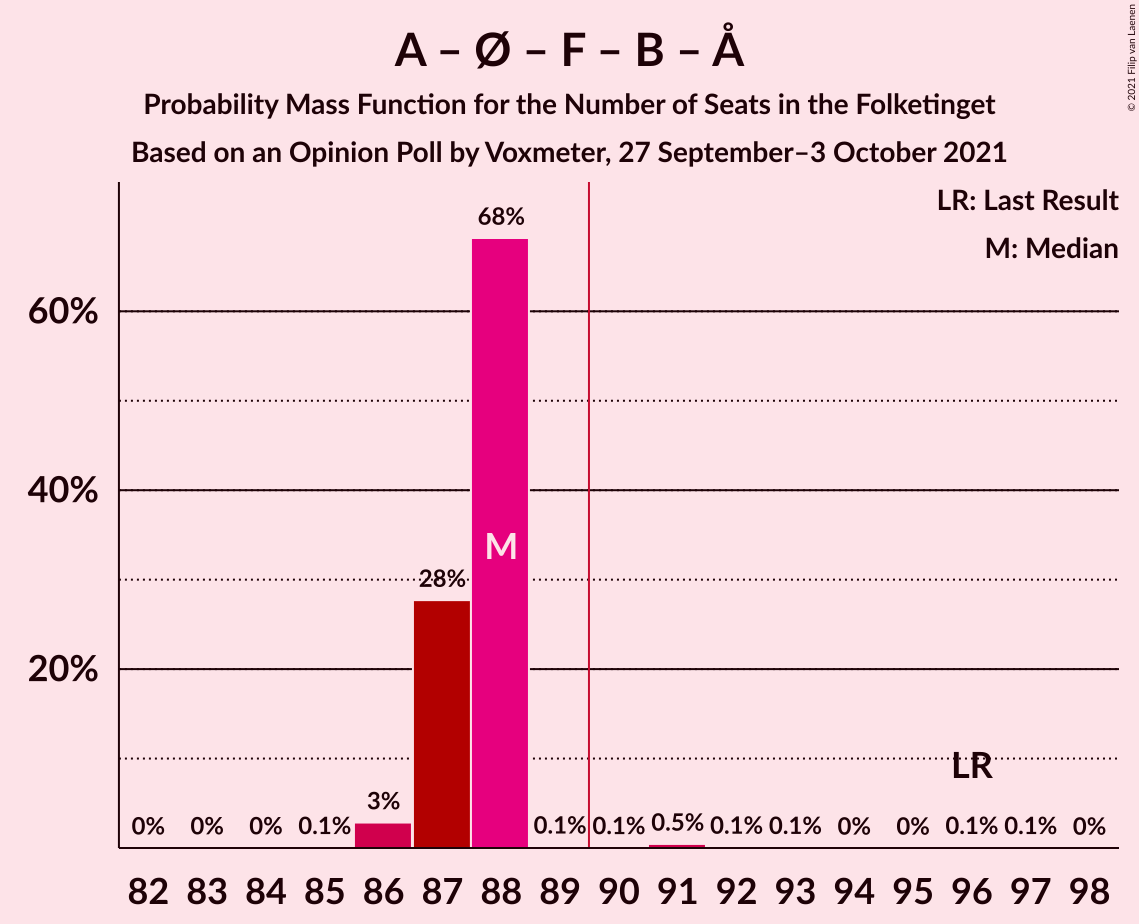 A – Ø – F – B – Å
Probability Mass Function for the Number of Seats in the Folketinget
Based on an Opinion Poll by Voxmeter, 27 September–3 October 2021
© 2021 Filip van Laenen
LR: Last Result
M: Median
68%
60%
40%
M
28%
20%
LR
3%
0% 0% 0% 0.1% 0.1% 0.1% 0.5% 0.1% 0.1% 0% 0% 0.1% 0.1% 0%
82 83 84 85 86 87 88 89 90 91 92 93 94 95 96 97 98